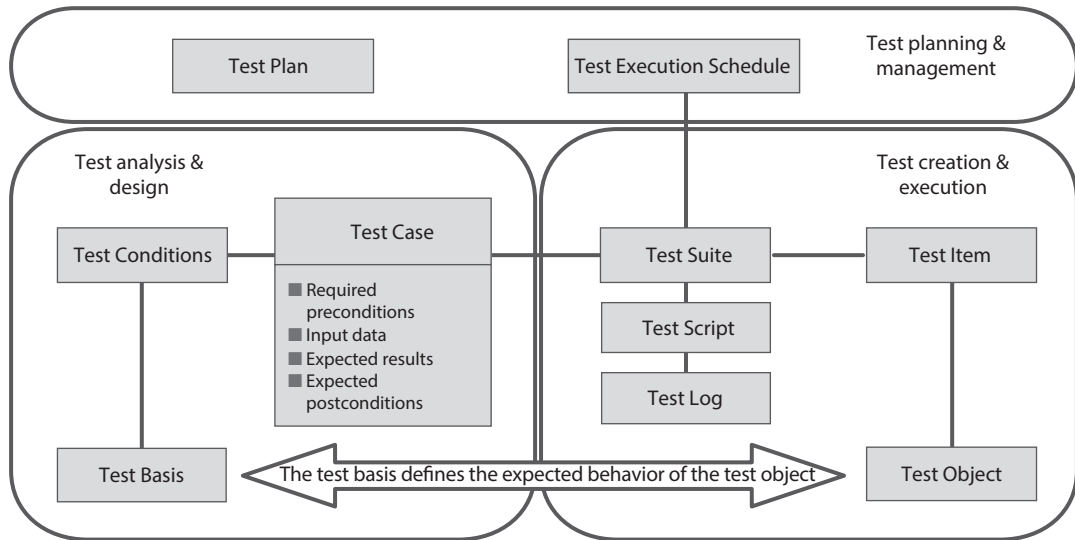 Test Plan
Test Execution Schedule
Test planning &
management
Test analysis &
design
Test creation &
execution
Test Conditions
Test Case
Test Suite
Test Item
Required
preconditions
Input data
Expected results
Expected
postconditions
Test Script
Test Log
Test Basis
The test basis defines the expected behavior of the test object
Test Object